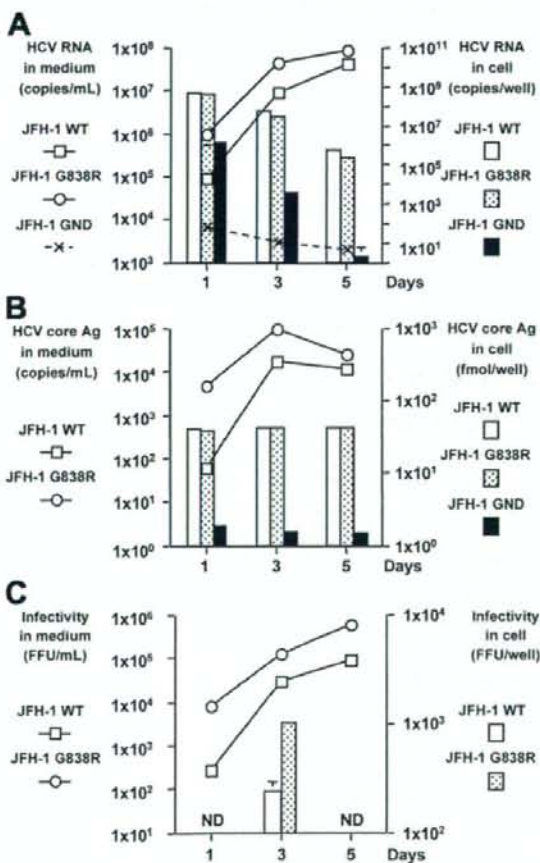 A
HCV RNA
in medium
(copies/mL)
JFH-1 WT
JFH-1 G838R
JFH-1 GND
1x10⁸
1x10⁷
1x10⁶
1x10⁵
1x10⁴
1x10³
1x10¹¹
1x10⁹
1x10⁷
1x10⁵
1x10³
1x10¹
1 3 5 Days
HCV RNA
in cell
(copies/well)
JFH-1 WT
JFH-1 G838R
JFH-1 GND
B
HCV core Ag
in medium
(copies/mL)
JFH-1 WT
JFH-1 G838R
1x10⁵
1x10⁴
1x10³
1x10²
1x10¹
1x10⁰
1x10³
1x10²
1x10¹
1x10⁰
1 3 5 Days
HCV core Ag
in cell
(fmol/well)
JFH-1 WT
JFH-1 G838R
JFH-1 GND
C
Infectivity
in medium
(FFU/mL)
JFH-1 WT
JFH-1 G838R
1x10⁶
1x10⁵
1x10⁴
1x10³
1x10²
1x10¹
1x10⁴
1x10³
1x10²
ND ND
1 3 5 Days
Infectivity
in cell
(FFU/well)
JFH-1 WT
JFH-1 G838R